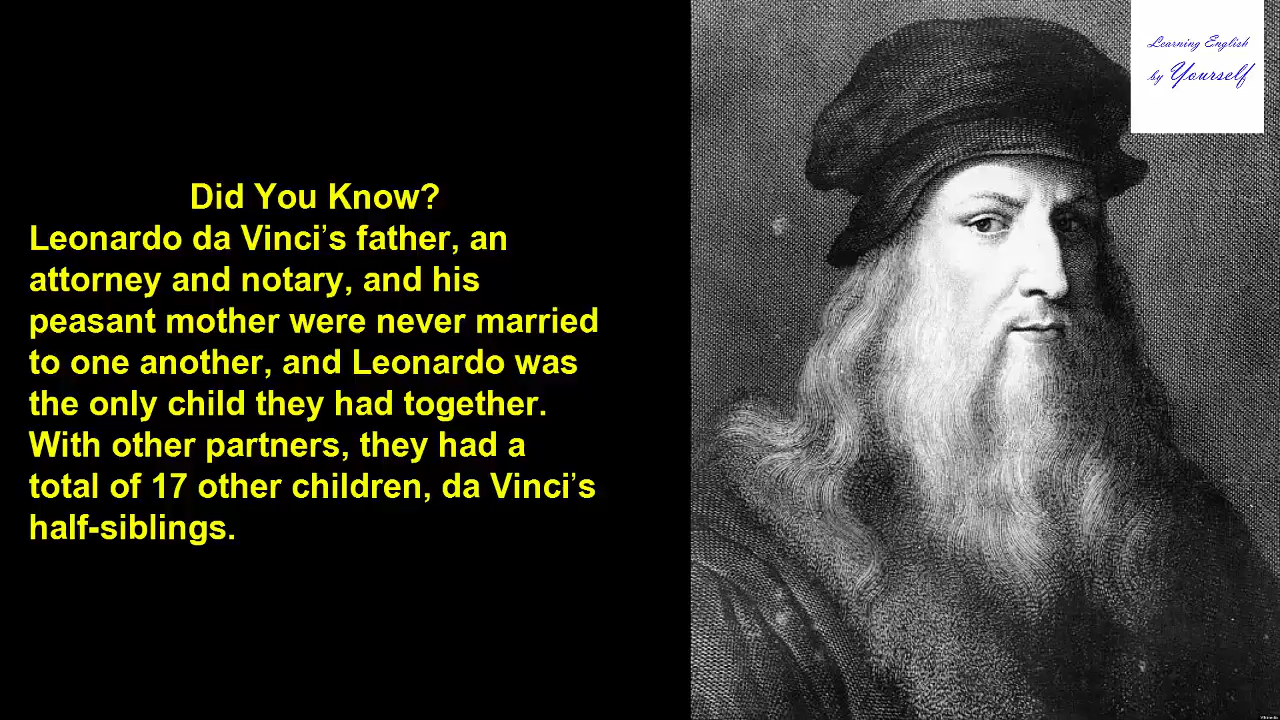 Learning English
by Yourself
Did You Know?
Leonardo da Vinci’s father, an
attorney and notary, and his
peasant mother were never married
to one another, and Leonardo was
the only child they had together.
With other partners, they had a
total of 17 other children, da Vinci’s
half-siblings.